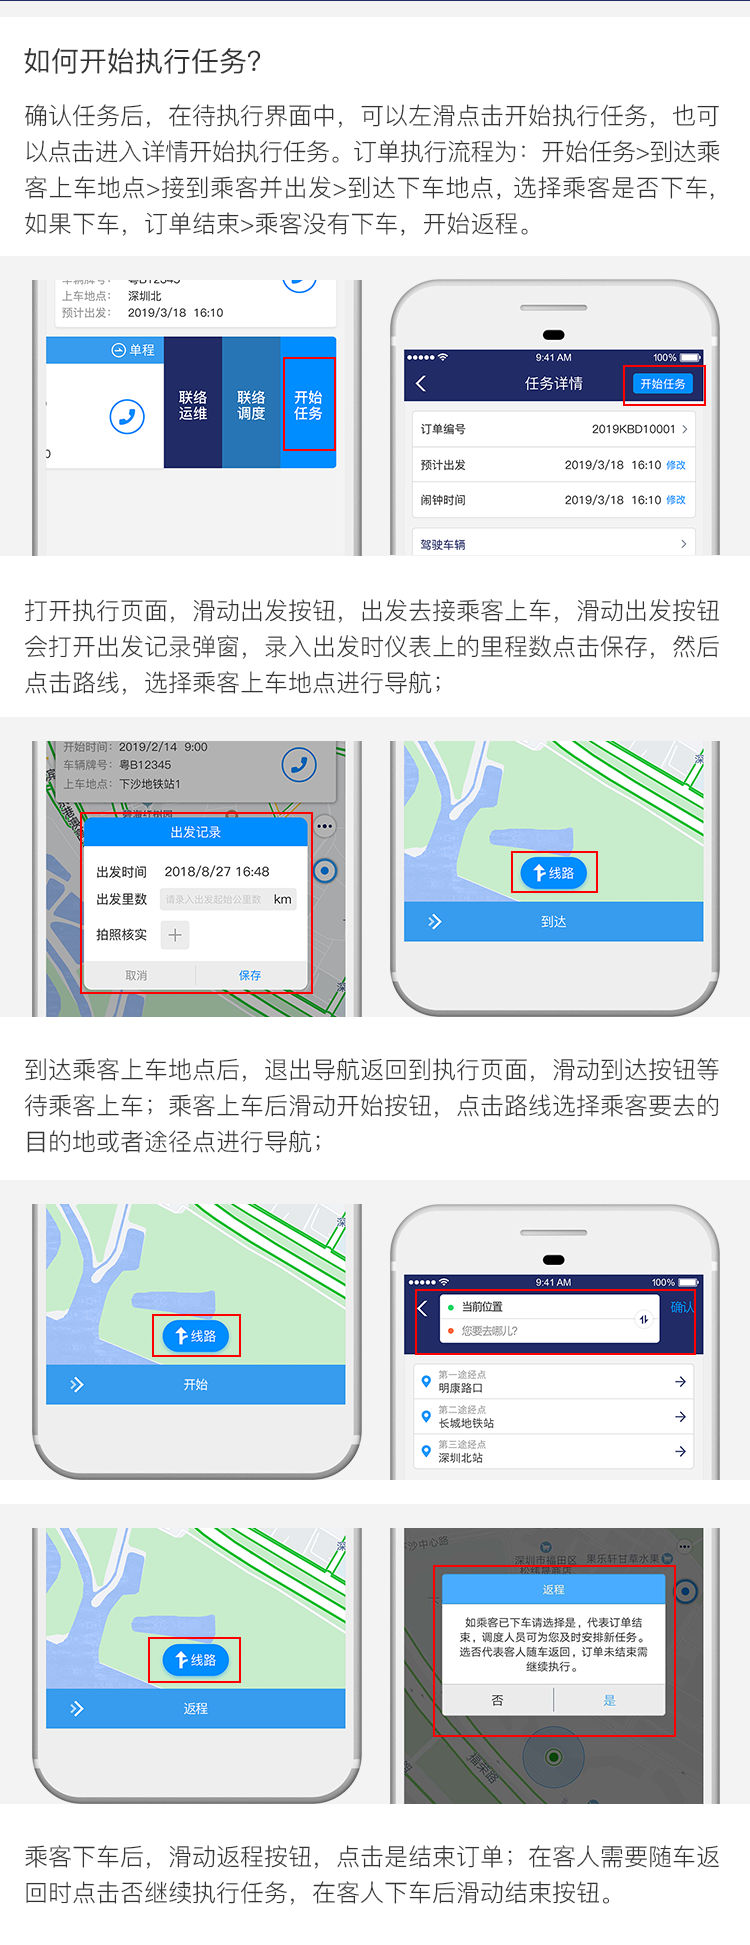 如何开始执行任务?
确认任务后，在待执行界面中，可以左滑点击开始执行任务，也可
以点击进入详情开始执行任务。订单执行流程为：开始任务>到达乘
客上车地点>接到乘客并出发>到达下车地点，选择乘客是否下车，
如果下车，订单结束>乘客没有下车，开始返程。
车辆牌号： 粤B12345
上车地点： 深圳北
预计出发： 2019/3/18 16:10
单程
联络
运维
联络
调度
开始
任务
9:41 AM 100%
任务详情 开始任务
订单编号 2019KBD10001
预计出发 2019/3/18 16:10 修改
闹钟时间 2019/3/18 16:10 修改
驾驶车辆
打开执行页面，滑动出发按钮，出发去接乘客上车，滑动出发按钮
会打开出发记录弹窗，录入出发时仪表上的里程数点击保存，然后
点击路线，选择乘客上车地点进行导航；
开始时间： 2019/2/14 9:00
车辆牌号： 粤B12345
上车地点： 下沙地铁站1
出发记录
出发时间 2018/8/27 16:48
出发里数 请录入出发起始公里数 km
拍照核实
取消 保存
深
深
线路
到达
到达乘客上车地点后，退出导航返回到执行页面，滑动到达按钮等
待乘客上车；乘客上车后滑动开始按钮，点击路线选择乘客要去的
目的地或者途径点进行导航；
深
线路
开始
9:41 AM 100%
当前位置 确认
您要去哪儿?
第一途经点
明康路口
第二途经点
长城地铁站
第三途经点
深圳北站
深
线路
返程
下沙中心路
深圳市福田区 果乐轩甘草水果
返程
如乘客已下车请选择是，代表订单结
束，调度人员可为您及时安排新任务。
选否代表客人随车返回，订单未结束需
继续执行。
否 是
福荣路
乘客下车后，滑动返程按钮，点击是结束订单；在客人需要随车返
回时点击否继续执行任务，在客人下车后滑动结束按钮。